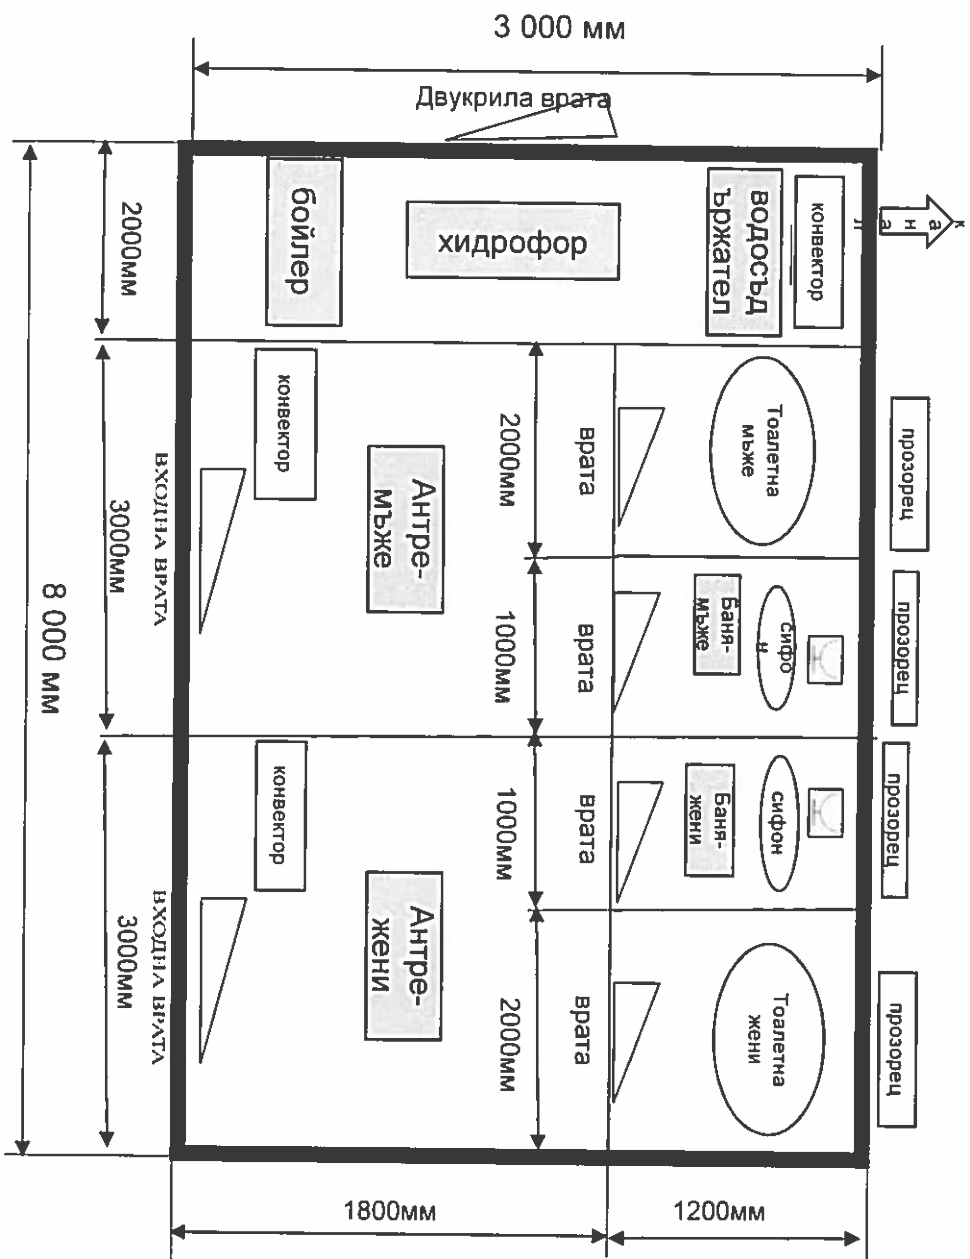 3 000 мм
Двукрила врата
8 000 мм
2000мм
3000мм
3000мм
бойлер
хидрофор
водосъд
ържател
конвектор
кана
л
ВХОДНА ВРАТА
конвектор
Антре-
мъже
2000мм
врата
Тоалетна
мъже
прозорец
1000мм
врата
Баня-
мъже
сифо
н
прозорец
ВХОДНА ВРАТА
конвектор
Антре-
жени
1000мм
врата
Баня-
жени
сифон
прозорец
2000мм
врата
Тоалетна
жени
прозорец
1800мм
1200мм